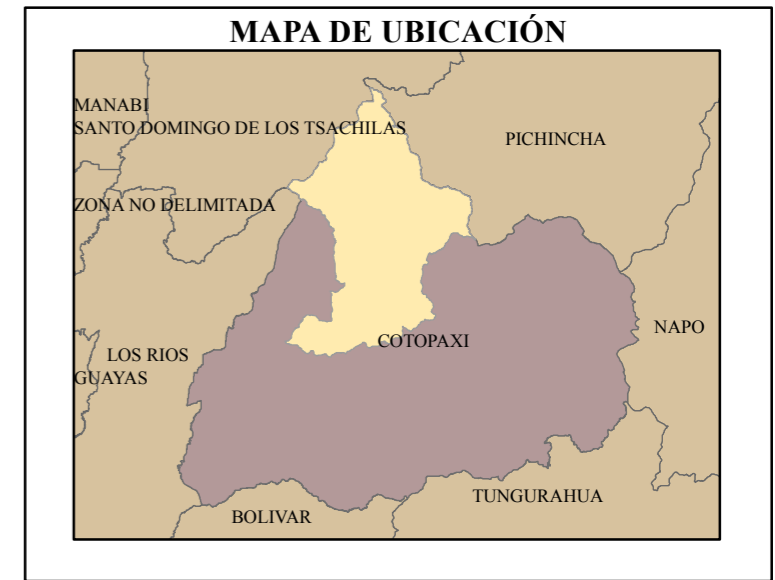 MAPA DE UBICACIÓN
MANABI
SANTO DOMINGO DE LOS TSACHILAS
PICHINCHA
ZONA NO DELIMITADA
NAPO
COTOPAXI
LOS RIOS
GUAYAS
TUNGURAHUA
BOLIVAR